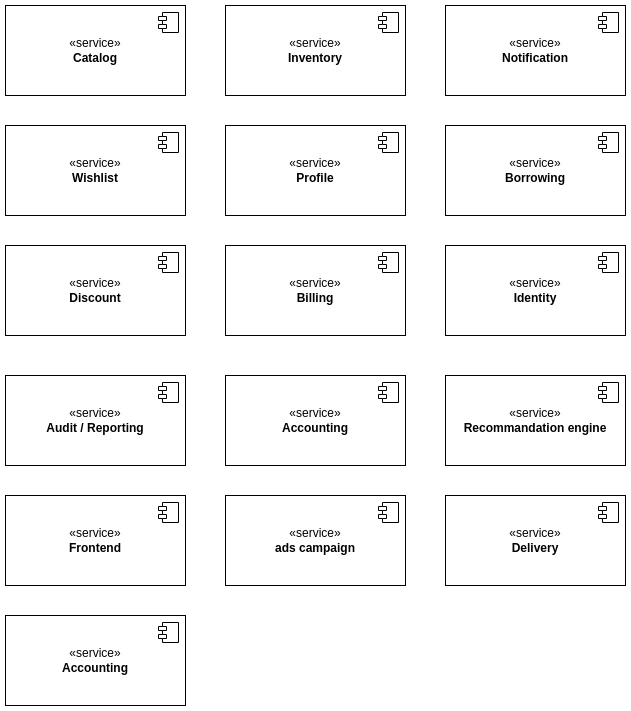 «service»
Catalog
«service»
Inventory
«service»
Notification
«service»
Wishlist
«service»
Profile
«service»
Borrowing
«service»
Discount
«service»
Billing
«service»
Identity
«service»
Audit / Reporting
«service»
Accounting
«service»
Recommandation engine
«service»
Frontend
«service»
ads campaign
«service»
Delivery
«service»
Accounting